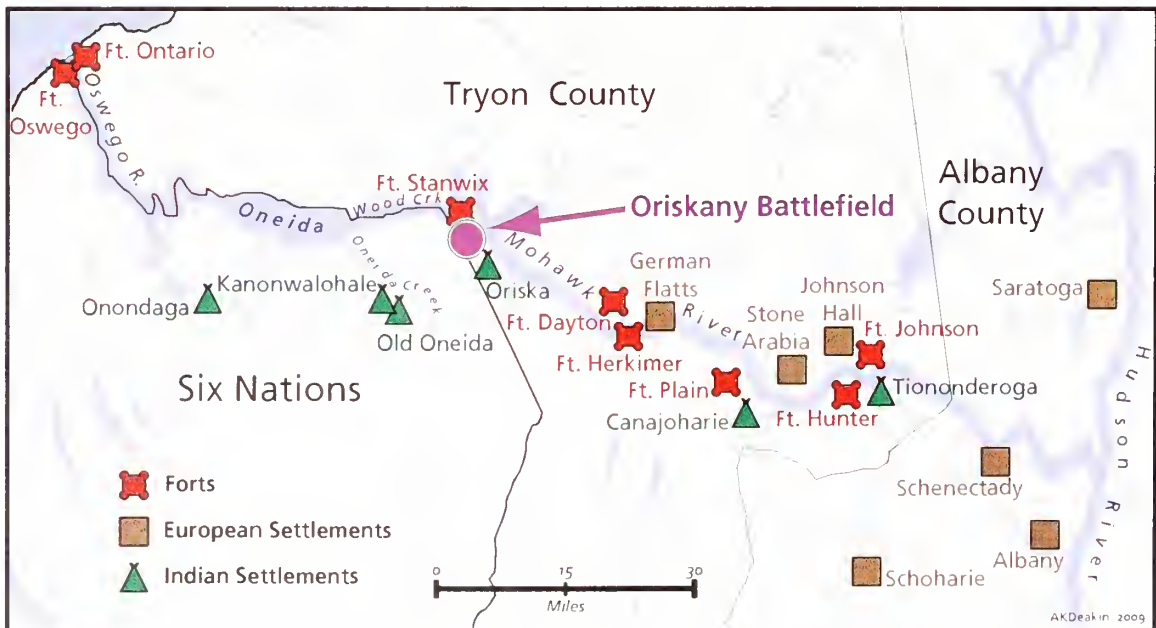 Ft. Ontario
Ft.
Oswego
Oswego R.
Tryon County
Albany
County
Ft. Stanwix
Wood Crk
Oneida
Oriskany Battlefield
Mohawk River
Oneida Creek
Oriska
Kanonwalohale
Onondaga
Old Oneida
German
Flatts
Ft. Dayton
Ft. Herkimer
Johnson
Hall
Stone
Arabia
Ft. Johnson
Saratoga
Six Nations
Ft. Plain
Canajoharie
Ft. Hunter
Tiononderoga
Hudson River
Schenectady
Albany
Schoharie
Forts
European Settlements
Indian Settlements
0 15 30
Miles
AKDeakin 2009